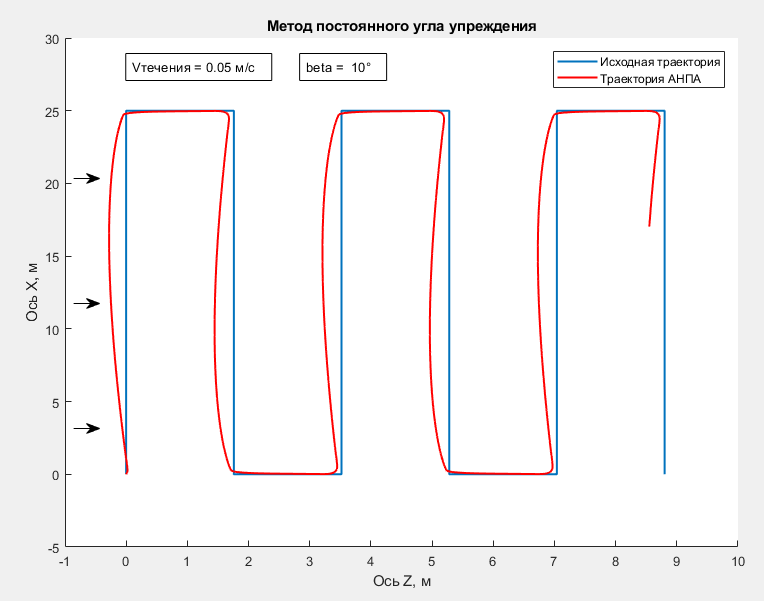 Метод постоянного угла упреждения
Vтечения = 0.05 м/с
beta =  10°
Исходная траектория
Траектория АНПА
30
25
20
15
10
5
0
-5
Ось X, м
-1 0 1 2 3 4 5 6 7 8 9 10
Ось Z, м